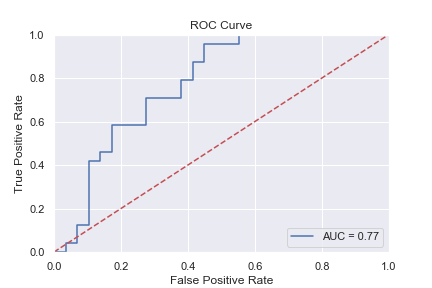 ROC Curve
1.0
0.8
0.6
0.4
0.2
0.0
True Positive Rate
AUC = 0.77
0.0 0.2 0.4 0.6 0.8 1.0
False Positive Rate